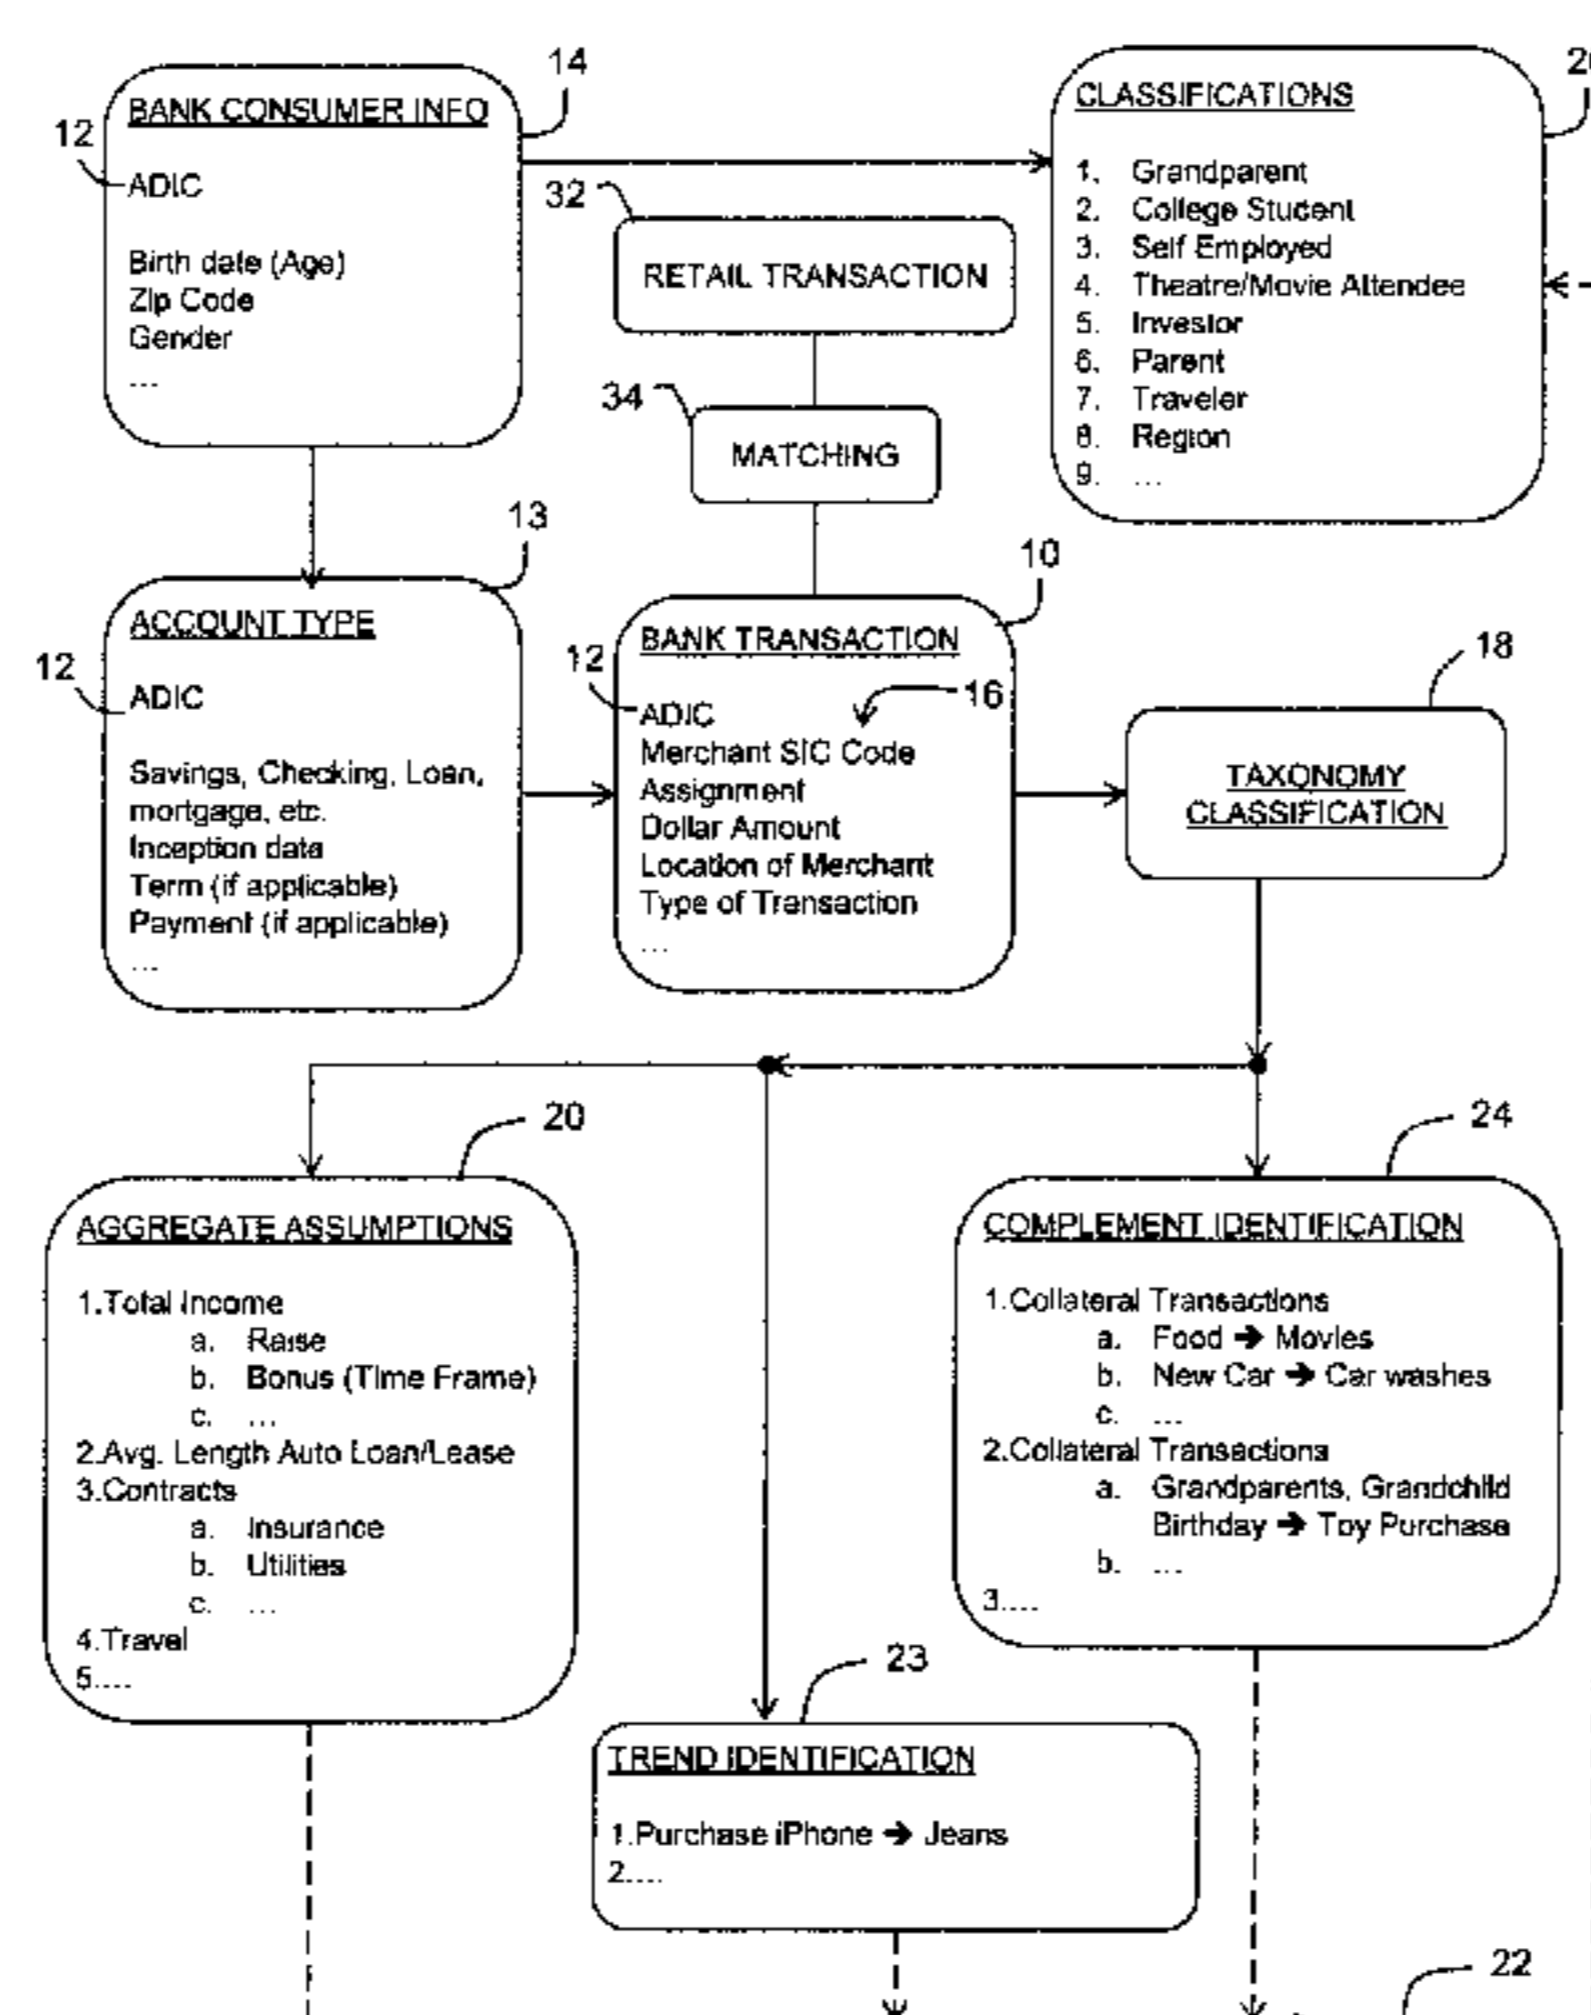 14
BANK CONSUMER INFO
12
ADIC
Birth date (Age)
Zip Code
Gender
...
CLASSIFICATIONS
1. Grandparent
2. College Student
3. Self Employed
4. Theatre/Movie Attendee
5. Investor
6. Parent
7. Traveler
8. Region
9. ...
32
RETAIL TRANSACTION
34
MATCHING
13
ACCOUNT TYPE
12
ADIC
Savings, Checking, Loan,
mortgage, etc.
Inception date
Term (if applicable)
Payment (if applicable)
...
10
BANK TRANSACTION
12
16
ADIC
Merchant SIC Code
Assignment
Dollar Amount
Location of Merchant
Type of Transaction
...
18
TAXONOMY
CLASSIFICATION
20
AGGREGATE ASSUMPTIONS
1.Total Income
a. Raise
b. Bonus (Time Frame)
c. ...
2.Avg. Length Auto Loan/Lease
3.Contracts
a. Insurance
b. Utilities
c. ...
4.Travel
5....
24
COMPLEMENT IDENTIFICATION
1.Collateral Transactions
a. Food ➔ Movies
b. New Car ➔ Car washes
c. ...
2.Collateral Transactions
a. Grandparents, Grandchild
Birthday ➔ Toy Purchase
b. ...
3....
23
TREND IDENTIFICATION
1.Purchase iPhone ➔ Jeans
2....
22